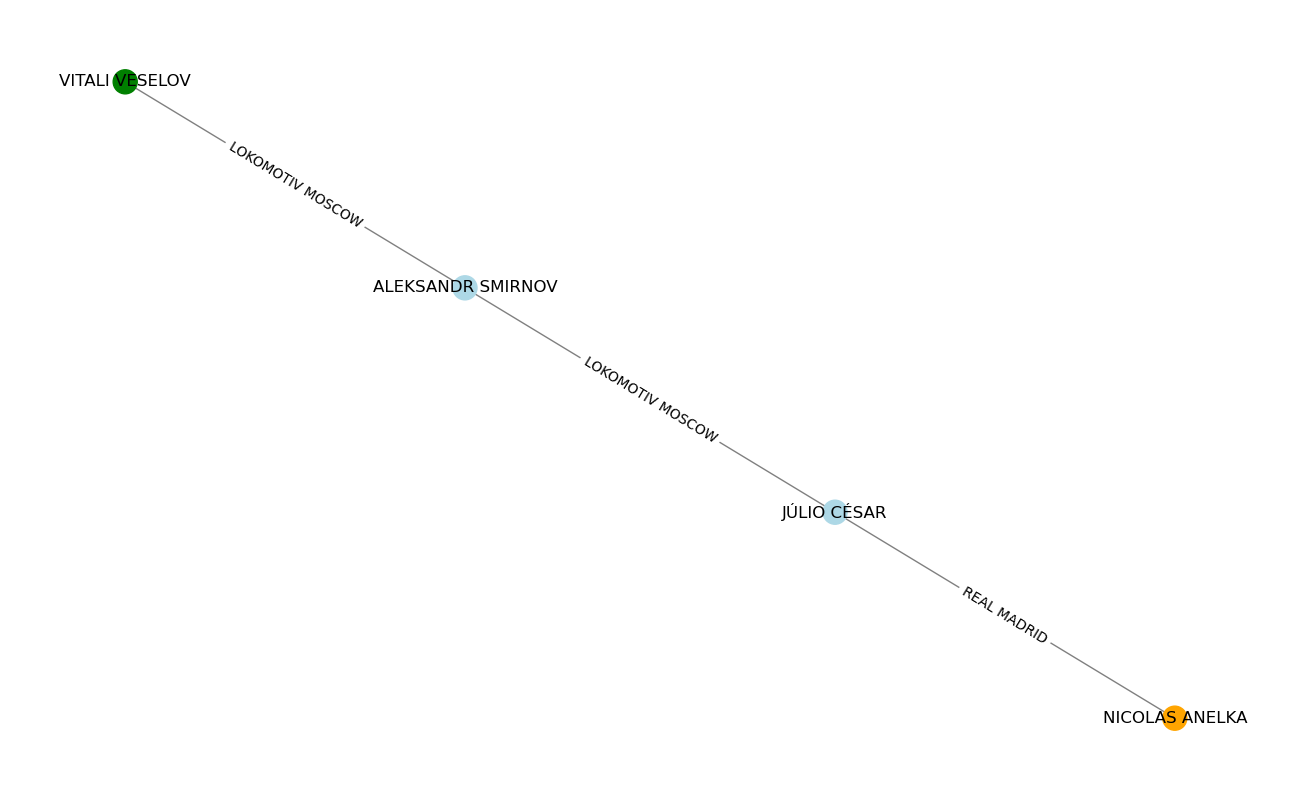 VITALI VESELOV
LOKOMOTIV MOSCOW
ALEKSANDR SMIRNOV
LOKOMOTIV MOSCOW
JÚLIO CÉSAR
REAL MADRID
NICOLAS ANELKA